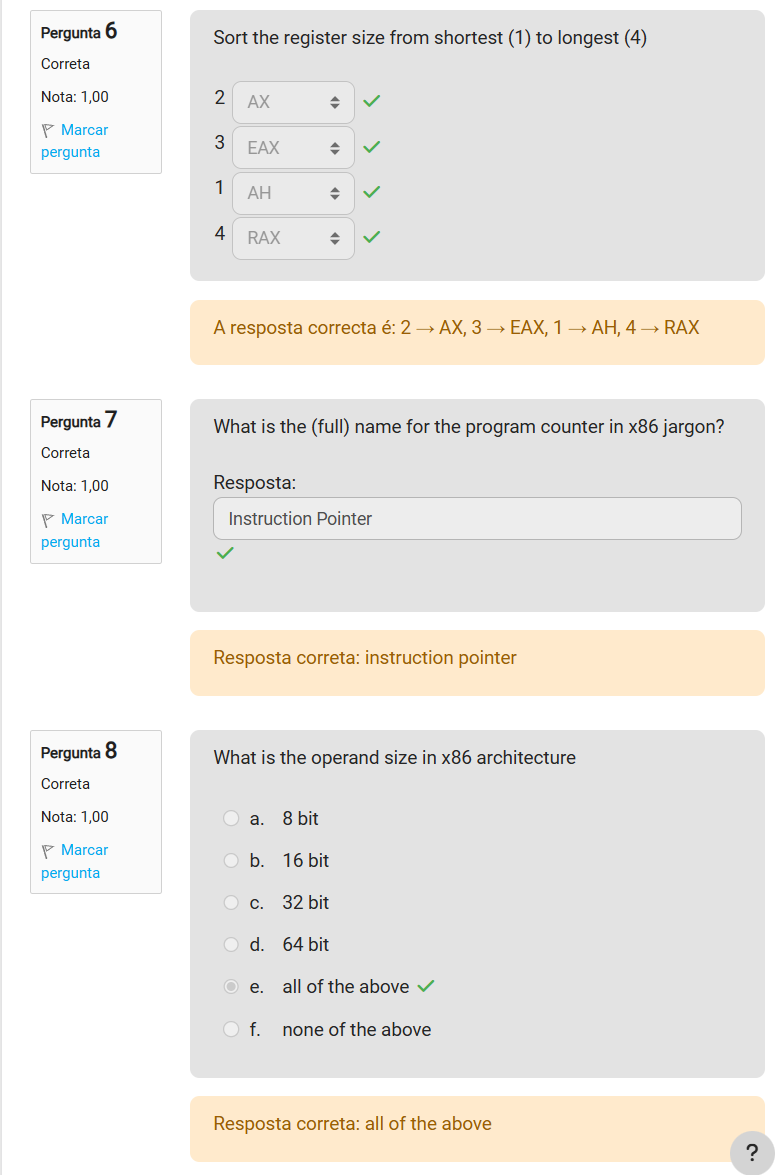 Pergunta 6
Correta
Nota: 1,00
Marcar
pergunta
Sort the register size from shortest (1) to longest (4)
2 AX
3 EAX
1 AH
4 RAX
A resposta correcta é: 2 → AX, 3 → EAX, 1 → AH, 4 → RAX
Pergunta 7
Correta
Nota: 1,00
Marcar
pergunta
What is the (full) name for the program counter in x86 jargon?
Resposta:
Instruction Pointer
Resposta correta: instruction pointer
Pergunta 8
Correta
Nota: 1,00
Marcar
pergunta
What is the operand size in x86 architecture
a. 8 bit
b. 16 bit
c. 32 bit
d. 64 bit
e. all of the above
f. none of the above
Resposta correta: all of the above
?